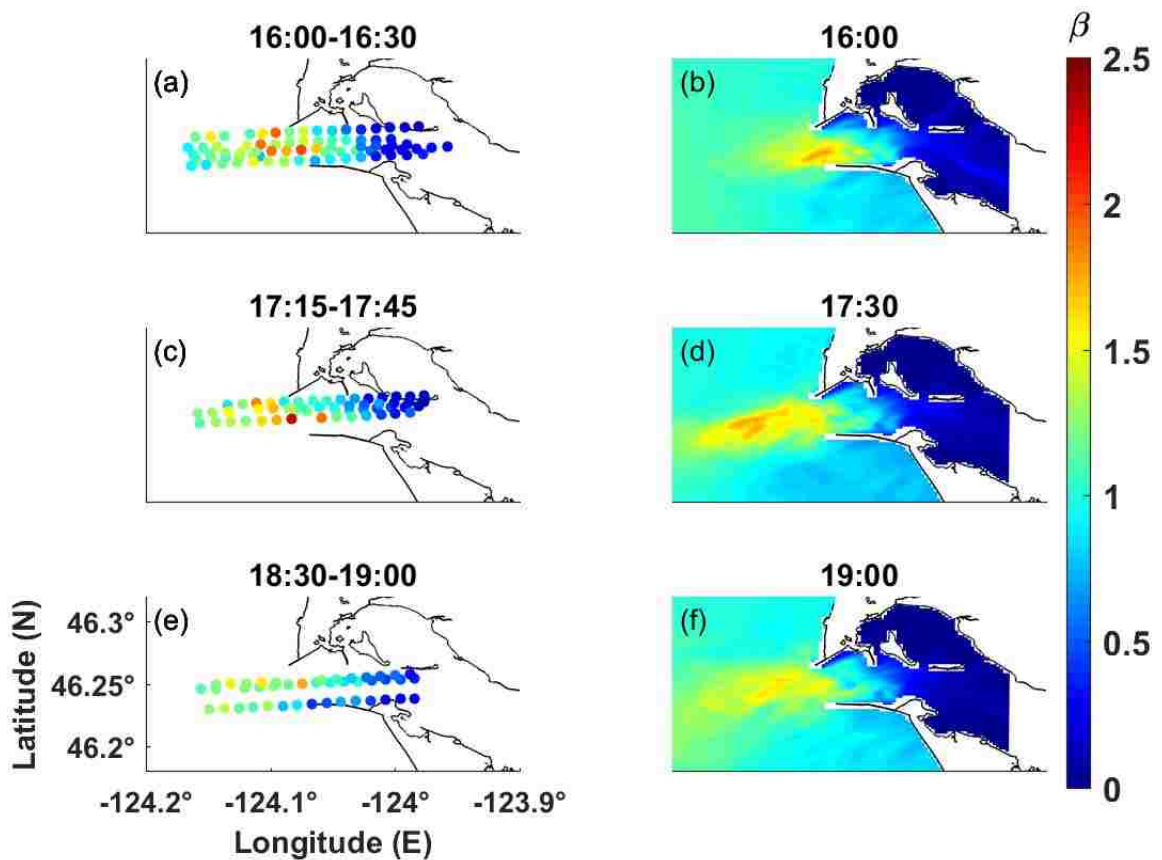 16:00-16:30
16:00
β
(a)
(b)
2.5
2
1.5
1
0.5
0
17:15-17:45
17:30
(c)
(d)
18:30-19:00
19:00
(e)
(f)
46.3°
46.25°
46.2°
Latitude (N)
-124.2°
-124.1°
-124°
-123.9°
Longitude (E)